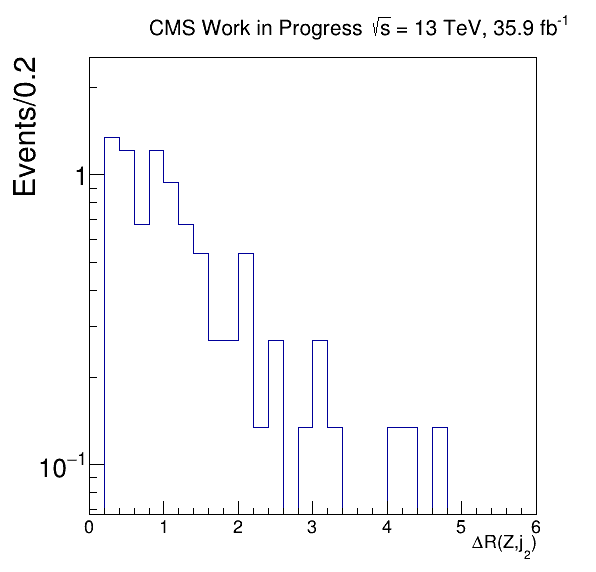 CMS Work in Progress √s = 13 TeV, 35.9 fb⁻¹
Events/0.2
1
10⁻¹
0 1 2 3 4 5 6
ΔR(Z,j₂)